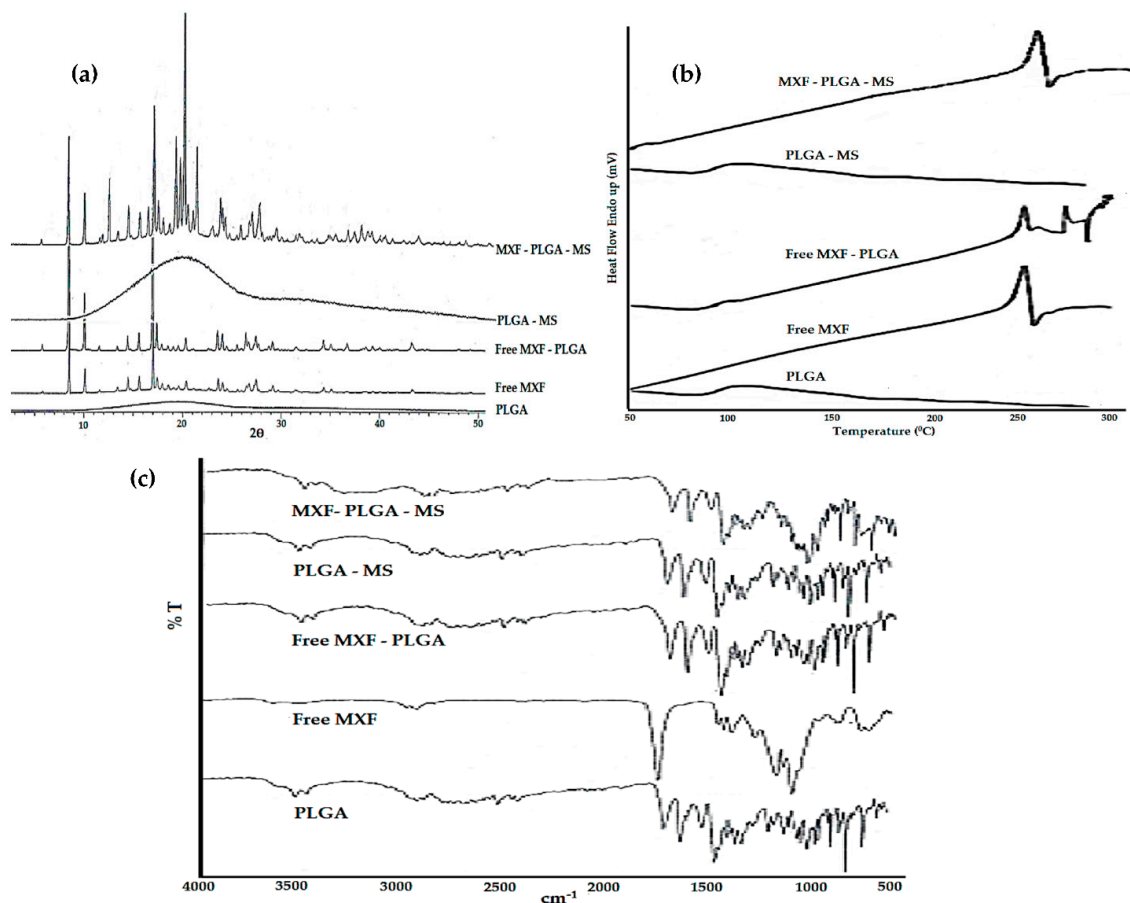 (a)
MXF - PLGA - MS
PLGA - MS
Free MXF - PLGA
Free MXF
PLGA
10 20 30 40 50
2θ
(b)
Heat Flow Endo up (mV)
MXF - PLGA - MS
PLGA - MS
Free MXF - PLGA
Free MXF
PLGA
50 100 150 200 250 300
Temperature (⁰C)
(c)
% T
MXF- PLGA - MS
PLGA - MS
Free MXF - PLGA
Free MXF
PLGA
4000 3500 3000 2500 2000 1500 1000 500
cm⁻¹